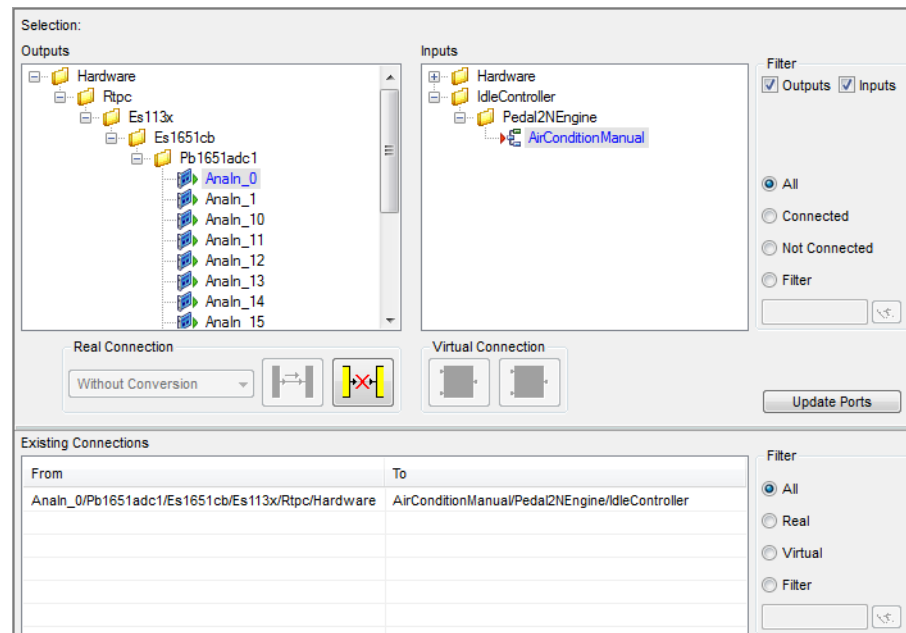 Selection:
Outputs
Inputs
Hardware
Rtpc
Es113x
Es1651cb
Pb1651adc1
AnaIn_0
AnaIn_1
AnaIn_10
AnaIn_11
AnaIn_12
AnaIn_13
AnaIn_14
AnaIn_15
Hardware
IdleController
Pedal2NEngine
AirConditionManual
Filter
Outputs Inputs
All
Connected
Not Connected
Filter
Real Connection
Without Conversion
Virtual Connection
Update Ports
Existing Connections
From To
AnaIn_0/Pb1651adc1/Es1651cb/Es113x/Rtpc/Hardware AirConditionManual/Pedal2NEngine/IdleController
Filter
All
Real
Virtual
Filter